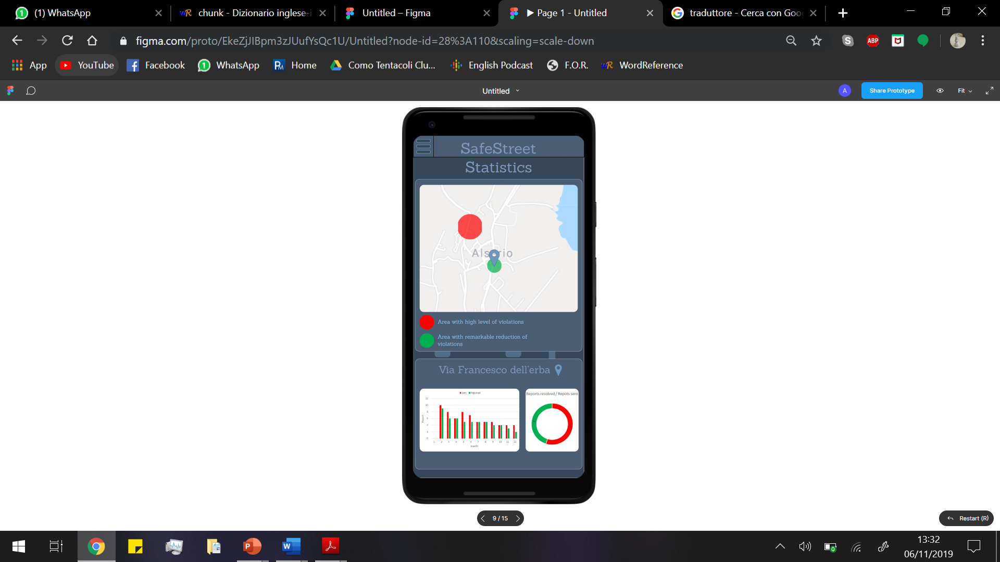 (1) WhatsApp
chunk - Dizionario inglese-i
Untitled – Figma
Page 1 - Untitled
traduttore - Cerca con Goo
figma.com/proto/EkeZjJIBpm3zJUufYsQc1U/Untitled?node-id=28%3A110&scaling=scale-down
App
YouTube
Facebook
WhatsApp
Home
Como Tentacoli Clu...
English Podcast
F.O.R.
WordReference
Untitled
A
Share Prototype
Fit
SafeStreet
Statistics
Area with high level of violations
Area with remarkable reduction of
violations
Via Francesco dell'erba
Sent Resolved
Reports resolved / Repots sent
12
10
8
6
4
2
0
Report
1 2 3 4 5 6 7 8 9 10 11 12
month
9 / 15
Restart (R)
13:32
06/11/2019